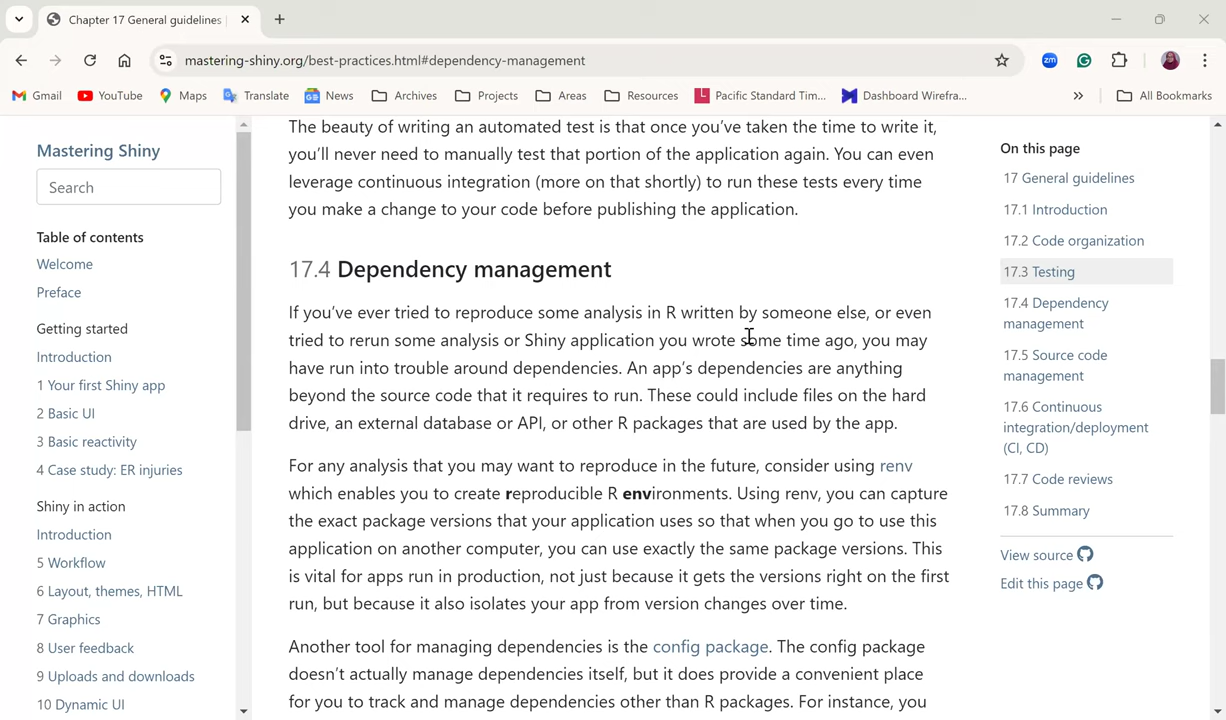 Chapter 17 General guidelines
mastering-shiny.org/best-practices.html#dependency-management
zm
Gmail
YouTube
Maps
Translate
News
Archives
Projects
Areas
Resources
Pacific Standard Tim...
Dashboard Wirefra...
»
All Bookmarks
Mastering Shiny
Search
Table of contents
Welcome
Preface
Getting started
Introduction
1 Your first Shiny app
2 Basic UI
3 Basic reactivity
4 Case study: ER injuries
Shiny in action
Introduction
5 Workflow
6 Layout, themes, HTML
7 Graphics
8 User feedback
9 Uploads and downloads
10 Dynamic UI
The beauty of writing an automated test is that once you've taken the time to write it,
you'll never need to manually test that portion of the application again. You can even
leverage continuous integration (more on that shortly) to run these tests every time
you make a change to your code before publishing the application.
17.4 Dependency management
If you've ever tried to reproduce some analysis in R written by someone else, or even
tried to rerun some analysis or Shiny application you wrote some time ago, you may
have run into trouble around dependencies. An app's dependencies are anything
beyond the source code that it requires to run. These could include files on the hard
drive, an external database or API, or other R packages that are used by the app.
For any analysis that you may want to reproduce in the future, consider using renv
which enables you to create reproducible R environments. Using renv, you can capture
the exact package versions that your application uses so that when you go to use this
application on another computer, you can use exactly the same package versions. This
is vital for apps run in production, not just because it gets the versions right on the first
run, but because it also isolates your app from version changes over time.
Another tool for managing dependencies is the config package. The config package
doesn't actually manage dependencies itself, but it does provide a convenient place
for you to track and manage dependencies other than R packages. For instance, you
On this page
17 General guidelines
17.1 Introduction
17.2 Code organization
17.3 Testing
17.4 Dependency
management
17.5 Source code
management
17.6 Continuous
integration/deployment
(CI, CD)
17.7 Code reviews
17.8 Summary
View source
Edit this page